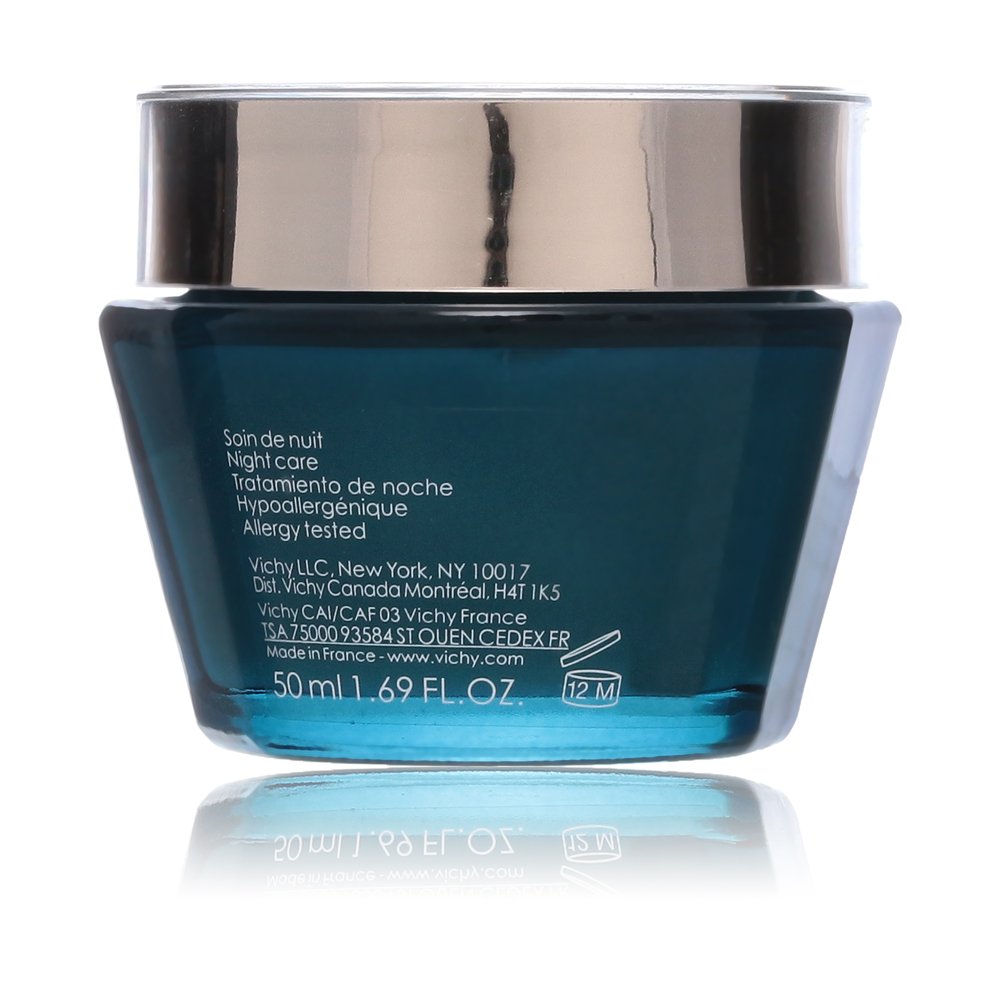 Soin de nuit
Night care
Tratamiento de noche
Hypoallergénique
Allergy tested
Vichy LLC, New York, NY 10017
Dist. Vichy Canada Montréal, H4T 1K5
Vichy CAI/CAF 03 Vichy France
TSA 75000 93584 ST OUEN CEDEX FR
Made in France - www.vichy.com
50 ml 1.69 FL. OZ.
12 M